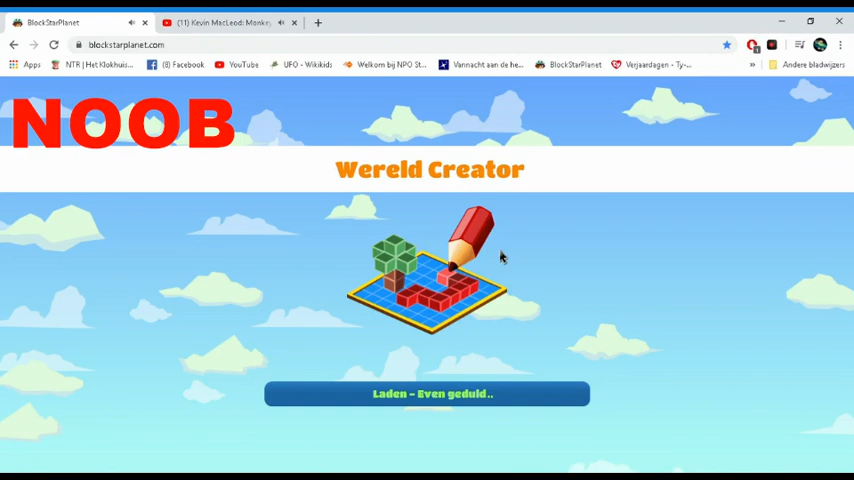 BlockStarPlanet
(11) Kevin MacLeod: Monkey
blockstarplanet.com
Apps
NTR | Het Klokhuis...
(8) Facebook
YouTube
UFO - Wikikids
Welkom bij NPO St...
Vannacht aan de he...
BlockStarPlanet
Verjaardagen - Ty-...
»
Andere bladwijzers
NOOB
Wereld Creator
Laden - Even geduld..